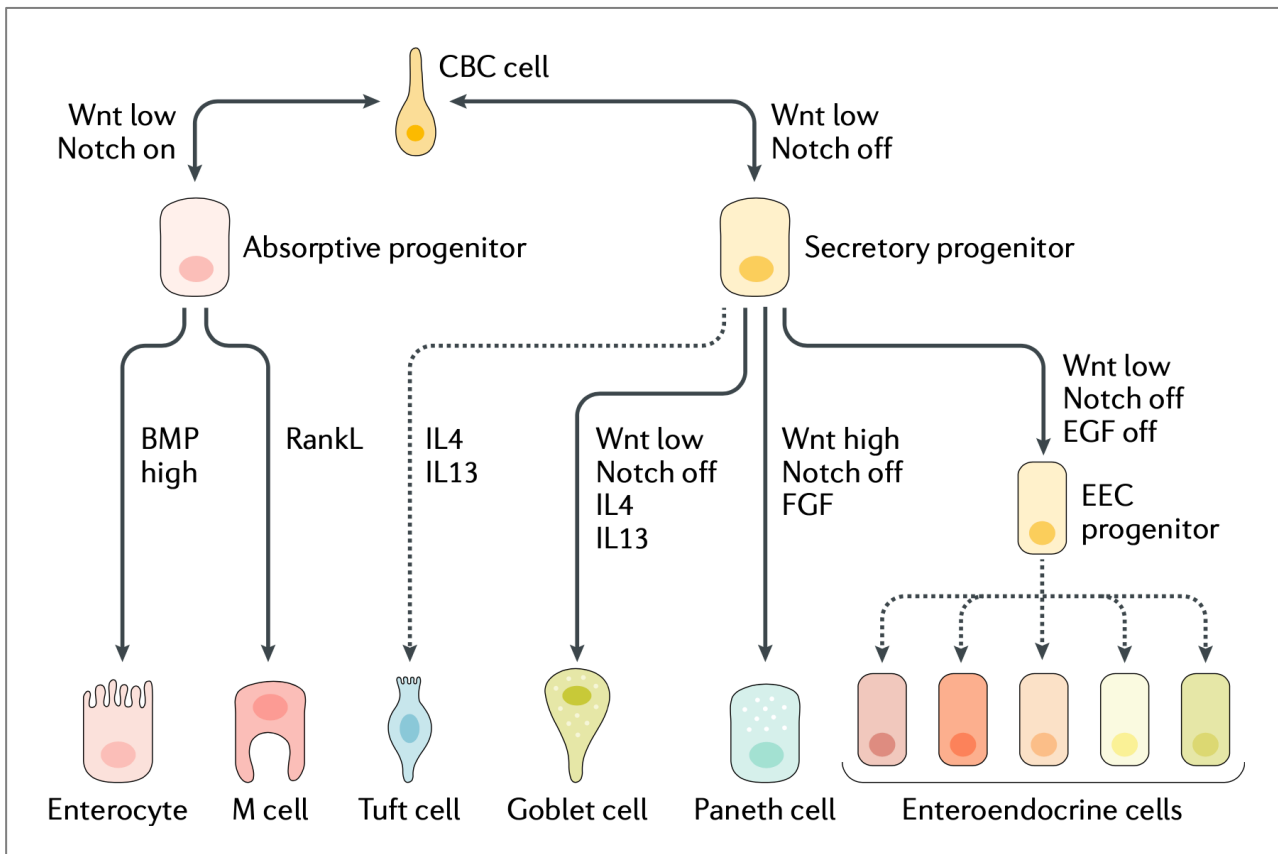 CBC cell
Wnt low
Notch on
Wnt low
Notch off
Absorptive progenitor
Secretory progenitor
BMP
high
RankL
IL4
IL13
Wnt low
Notch off
IL4
IL13
Wnt high
Notch off
FGF
Wnt low
Notch off
EGF off
EEC
progenitor
Enterocyte
M cell
Tuft cell
Goblet cell
Paneth cell
Enteroendocrine cells